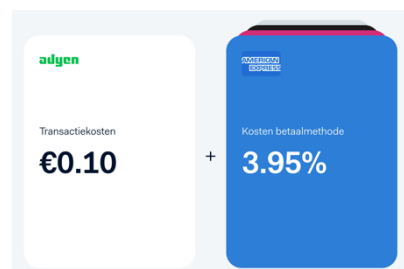 adyen
Transactiekosten
€0.10
+
AMERICAN
EXPRESS
Kosten betaalmethode
3.95%